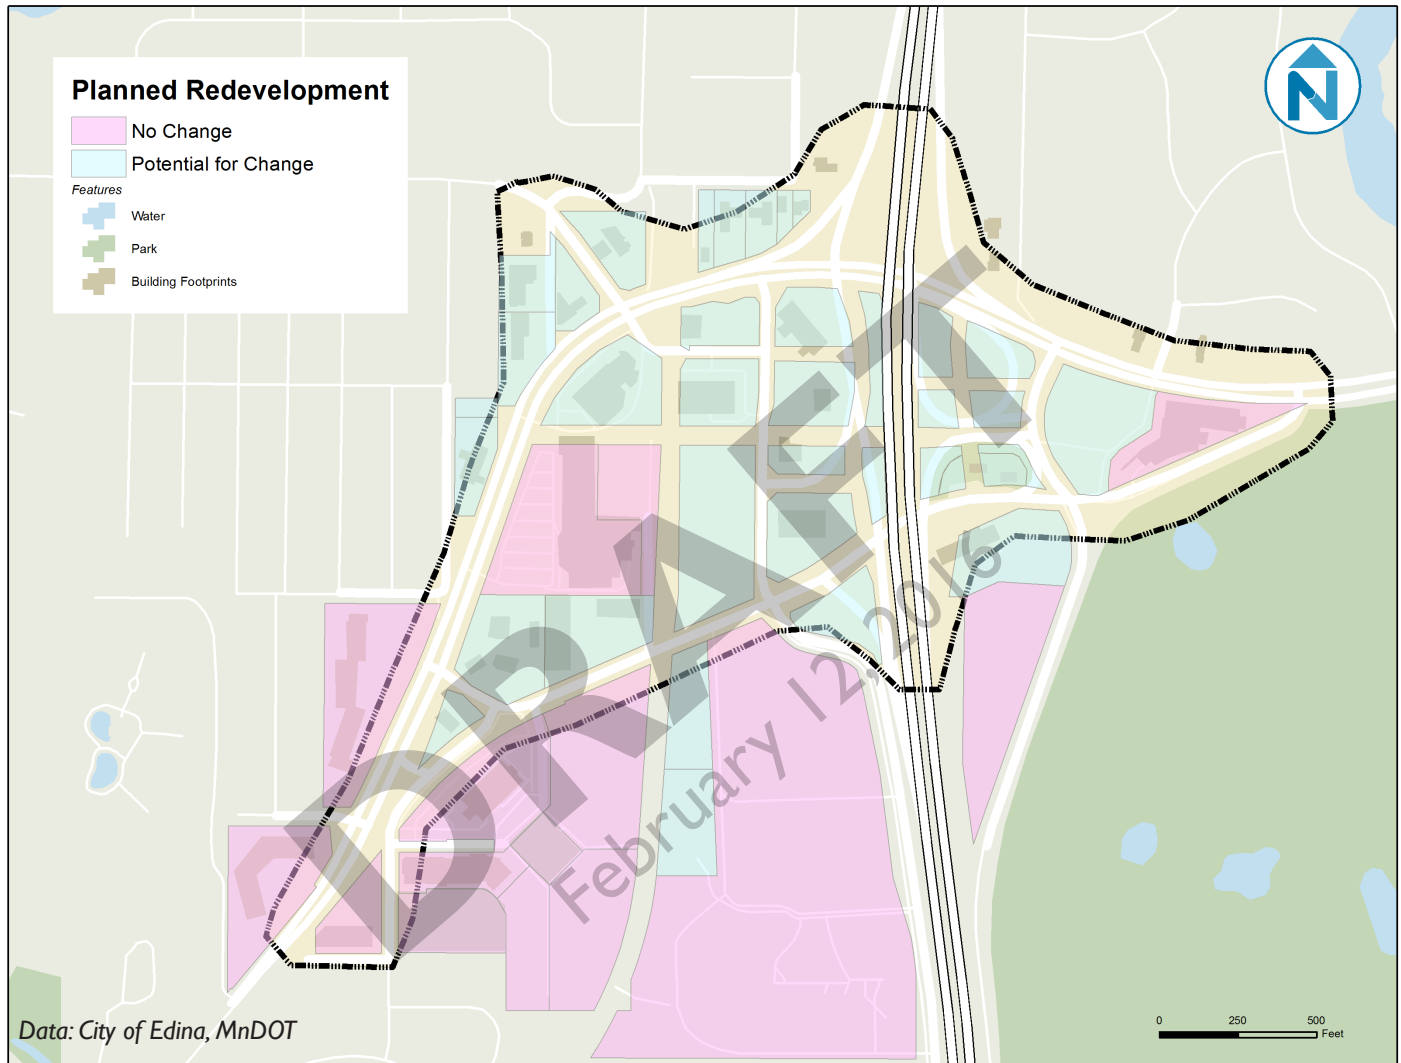 Planned Redevelopment
No Change
Potential for Change
Features
Water
Park
Building Footprints
N
DRAFT
February 12, 2016
Data: City of Edina, MnDOT
0 250 500
Feet